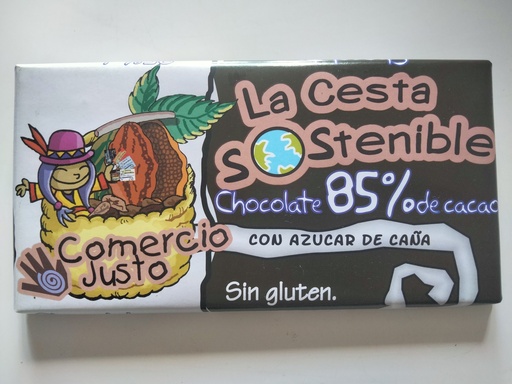 La Cesta
SOStenible
Chocolate 85% de cacao
CON AZUCAR DE CAÑA
Comercio
Justo
Sin gluten.